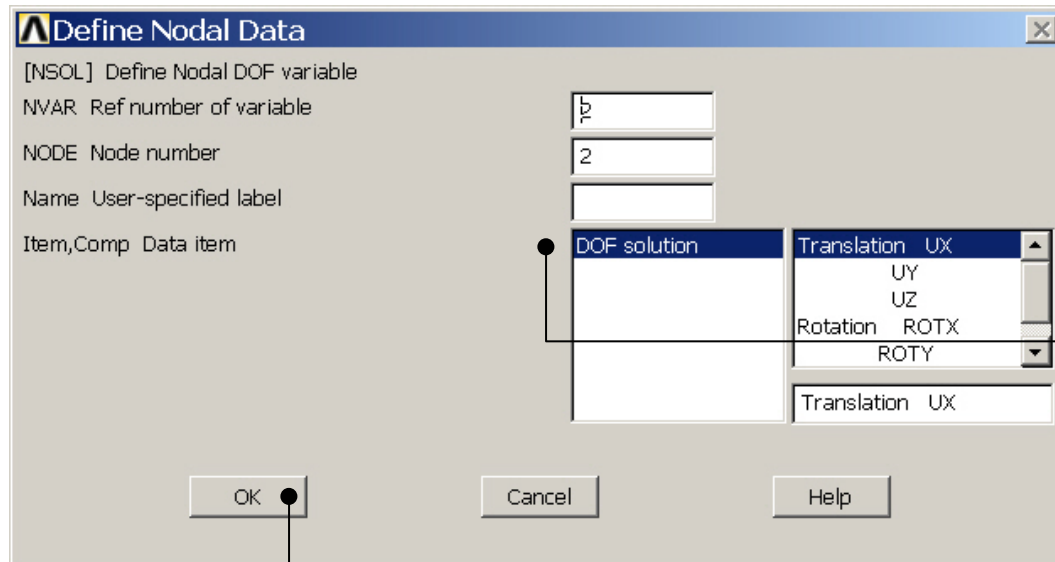 Define Nodal Data
[NSOL] Define Nodal DOF variable
NVAR Ref number of variable
NODE Node number
2
Name User-specified label
Item,Comp Data item
DOF solution
Translation UX
UY
UZ
Rotation ROTX
ROTY
Translation UX
OK
Cancel
Help